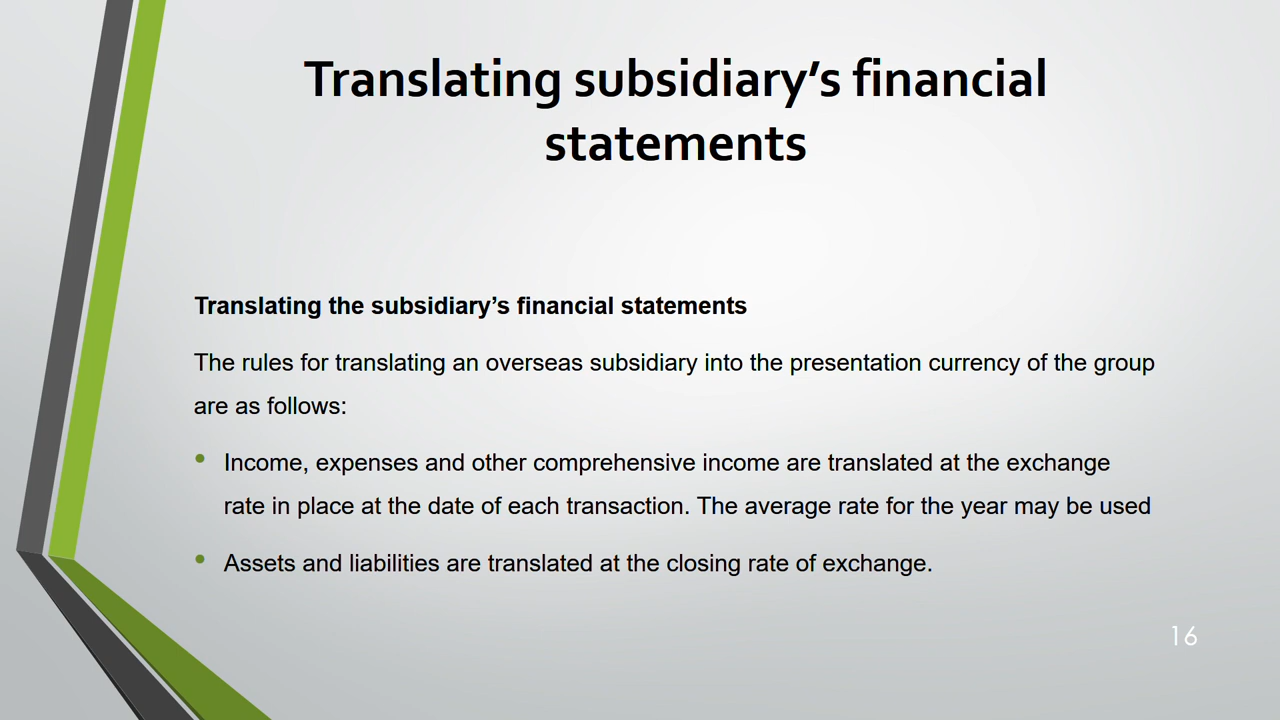 Translating subsidiary’s financial
statements
Translating the subsidiary’s financial statements
The rules for translating an overseas subsidiary into the presentation currency of the group
are as follows:
• Income, expenses and other comprehensive income are translated at the exchange
rate in place at the date of each transaction. The average rate for the year may be used
• Assets and liabilities are translated at the closing rate of exchange.
16